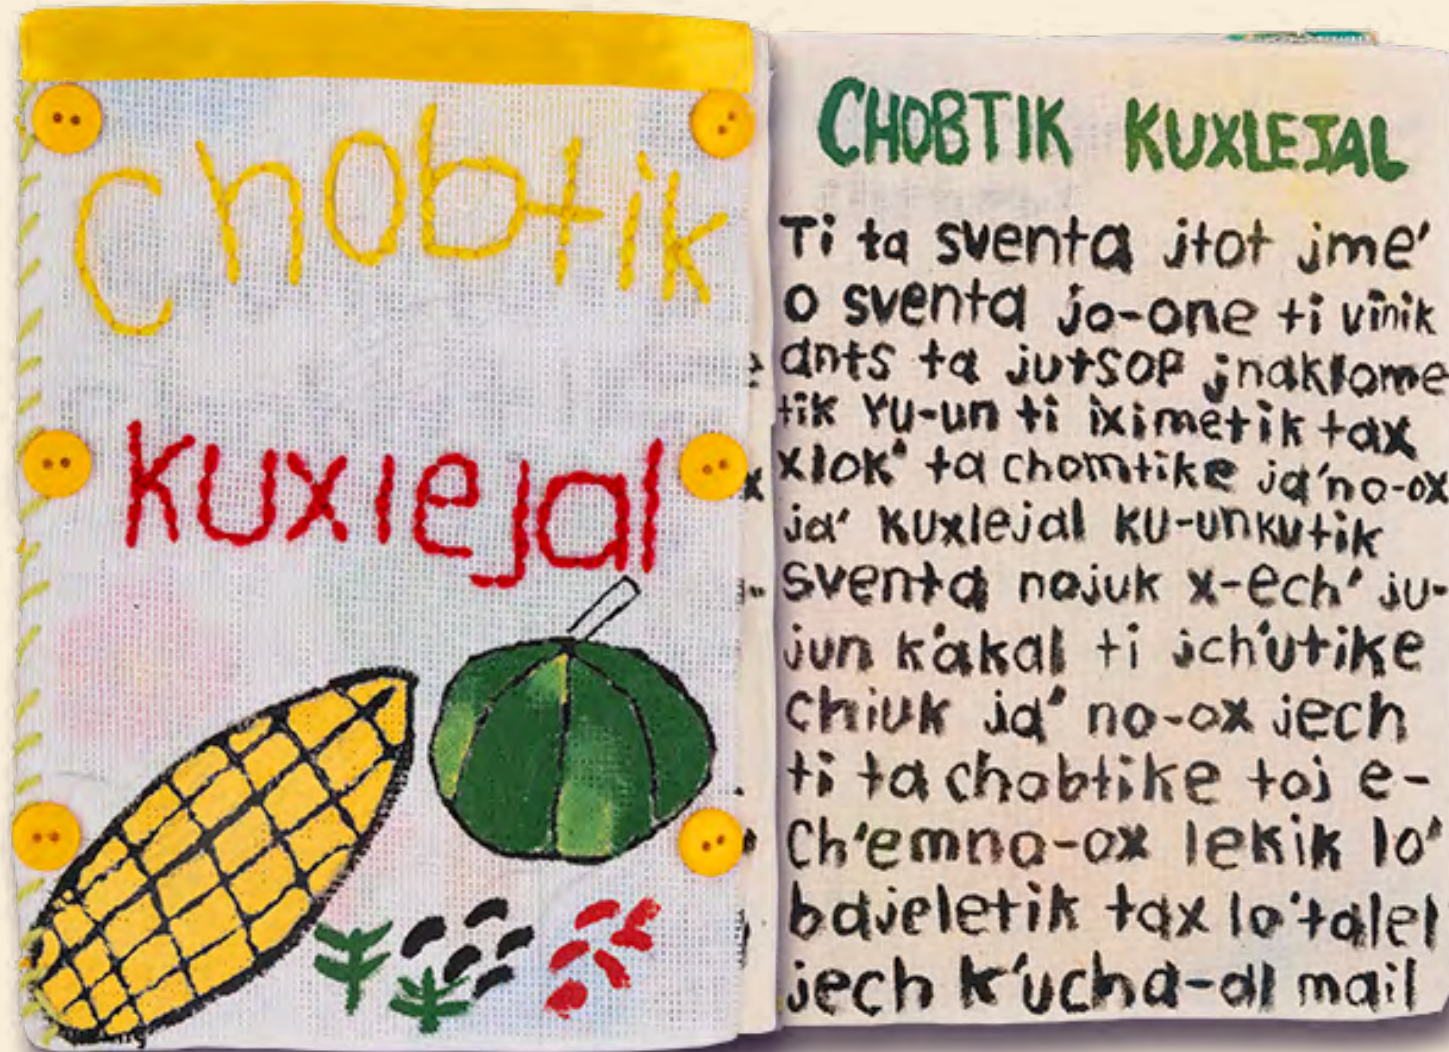 Chobtik
kuxlejal
CHOBTIK KUXLEJAL
Ti ta sventa jtot jme'
o sventa jo-one ti vinik
ants ta jutsop jnaklome
tik yu-un ti iximetik tax
xlok' ta chomtike ja'no-ox
ja' kuxlejal ku-unkutik
sventa nojuk x-ech' ju-
jun k'akal ti jch'utike
chiuk ja' no-ox jech
ti ta chobtike toj e-
ch'emno-ox lekik lo'
bajeletik tax lo'talel
jech k'ucha-al mail